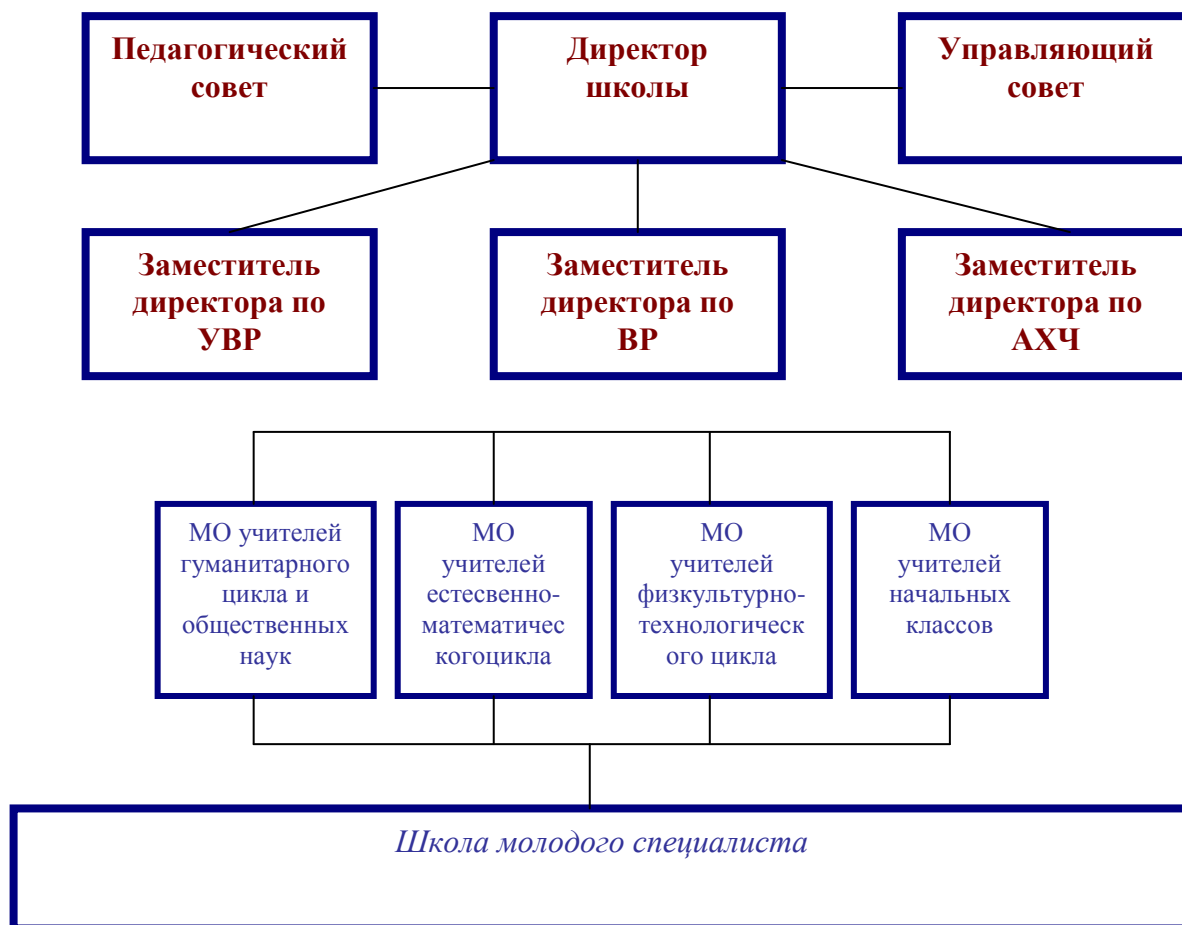 Педагогический
совет
Директор
школы
Управляющий
совет
Заместитель
директора по
УВР
Заместитель
директора по
ВР
Заместитель
директора по
АХЧ
МО учителей
гуманитарного
цикла и
общественных
наук
МО
учителей
естесвенно-
математичес
когоцикла
МО
учителей
физкультурно-
технологическ
ого цикла
МО
учителей
начальных
классов
Школа молодого специалиста